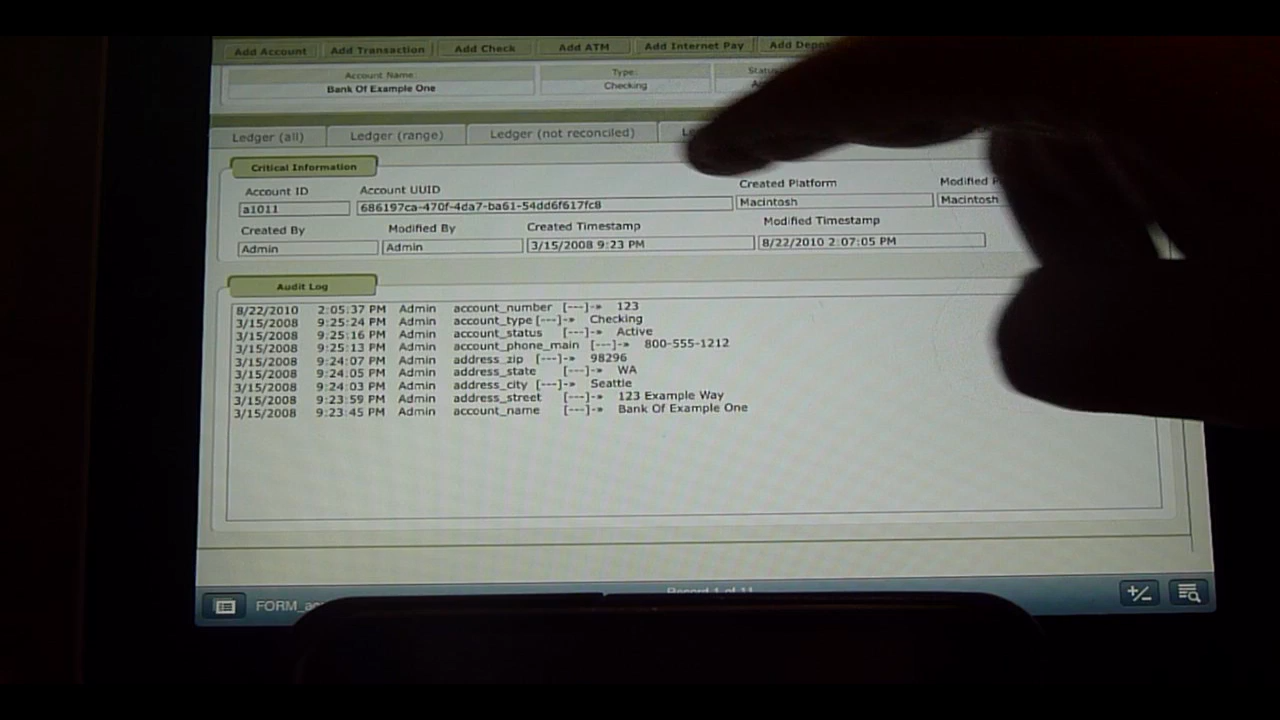 Add Account Add Transaction Add Check Add ATM Add Internet Pay Add
Account Name: Type:
Bank Of Example One Checking
Ledger (all) Ledger (range) Ledger (not reconciled)
Critical Information
Account ID Account UUID Created Platform Modified
a1011 686197ca-470f-4da7-ba61-54dd6f617fc8 Macintosh Macintosh
Created By Modified By Created Timestamp Modified Timestamp
Admin Admin 3/15/2008 9:23 PM 8/22/2010 2:07:05 PM
Audit Log
8/22/2010 2:05:37 PM Admin account_number [---]-» 123
3/15/2008 9:25:24 PM Admin account_type [---]-» Checking
3/15/2008 9:25:16 PM Admin account_status [---]-» Active
3/15/2008 9:25:13 PM Admin account_phone_main [---]-» 800-555-1212
3/15/2008 9:24:07 PM Admin address_zip [---]-» 98296
3/15/2008 9:24:05 PM Admin address_state [---]-» WA
3/15/2008 9:24:03 PM Admin address_city [---]-» Seattle
3/15/2008 9:23:59 PM Admin address_street [---]-» 123 Example Way
3/15/2008 9:23:45 PM Admin account_name [---]-» Bank Of Example One
Record 1 of 11